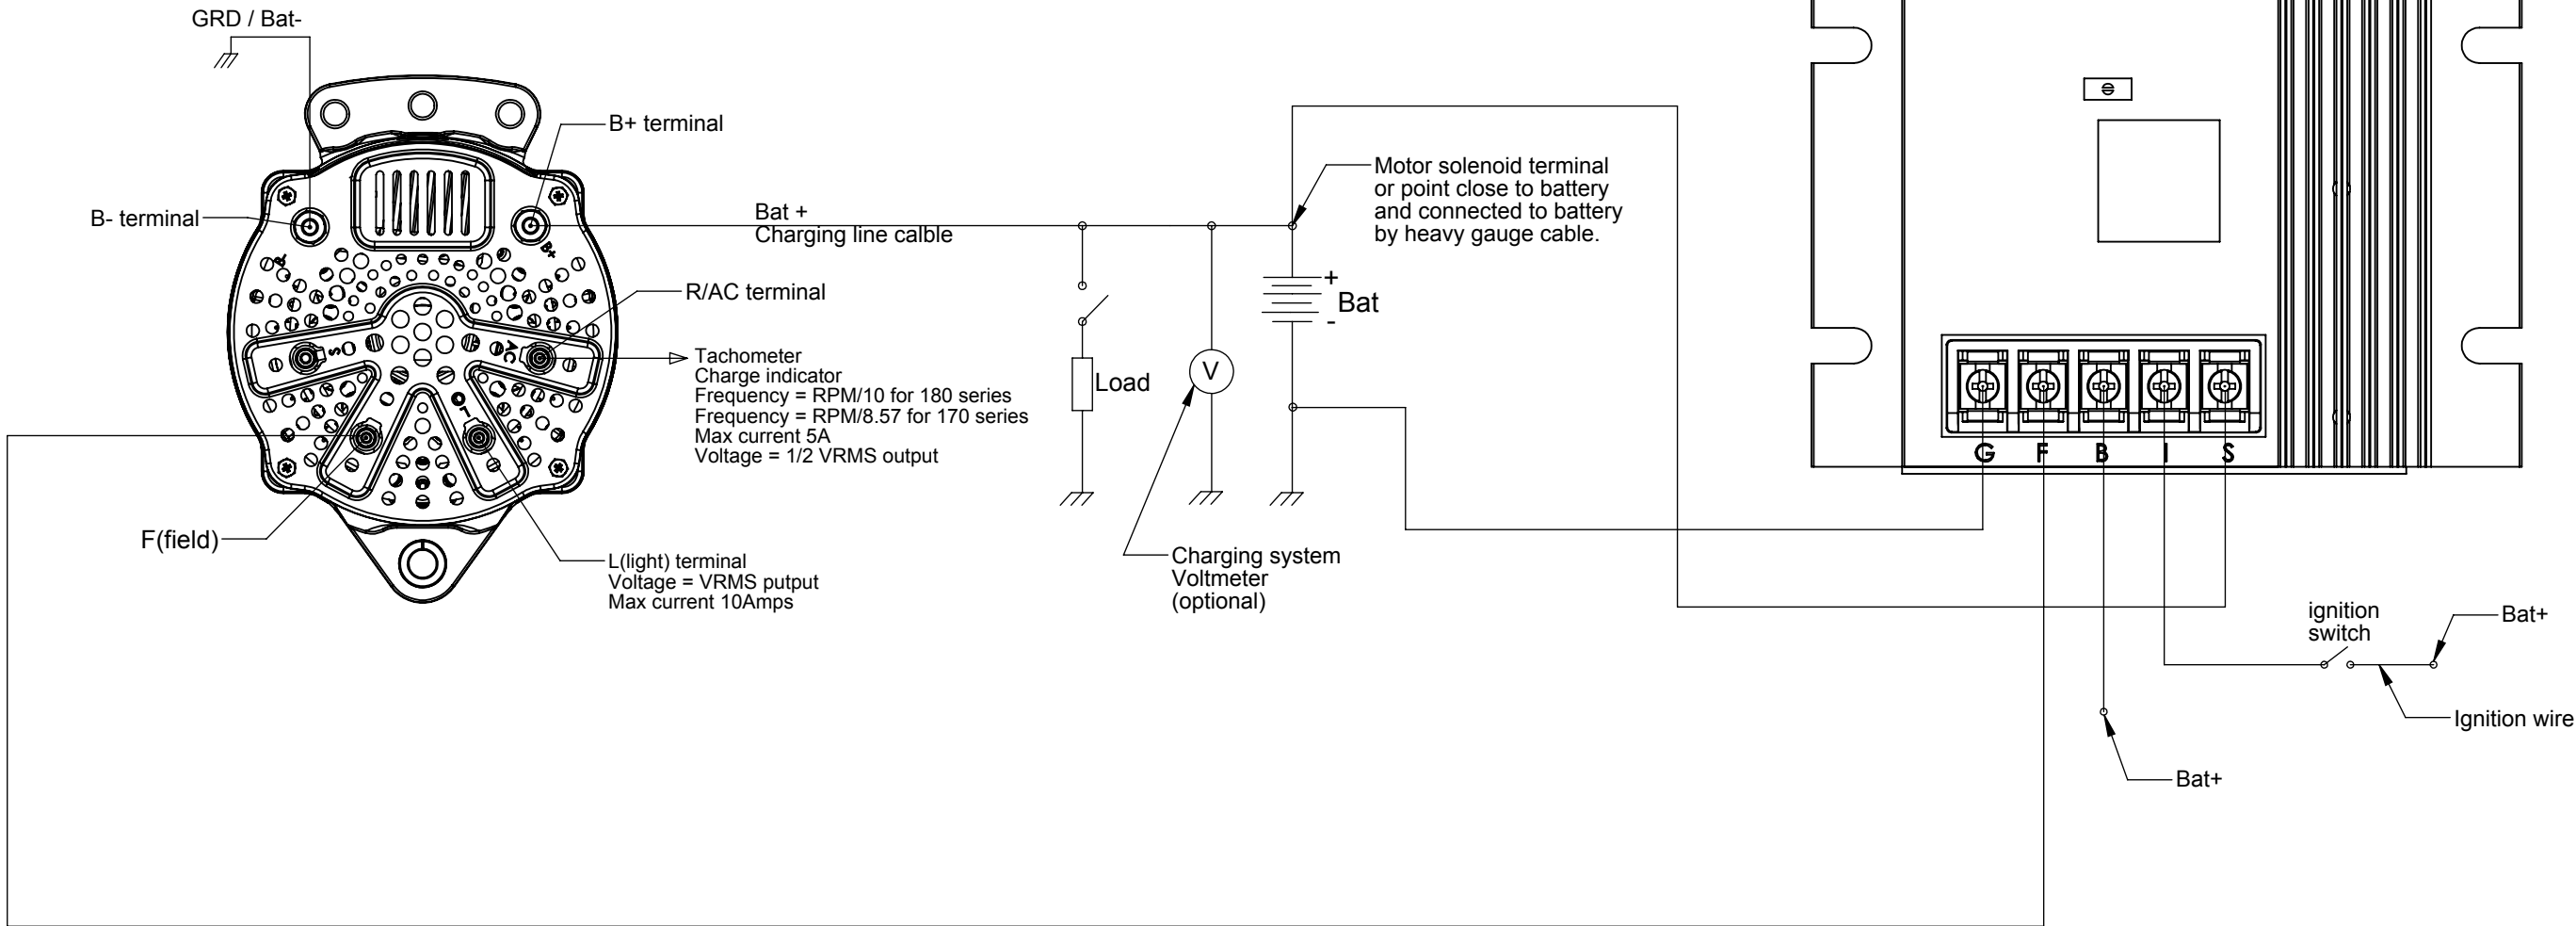 GRD / Bat-
B+ terminal
B- terminal
Bat +
Charging line calble
Motor solenoid terminal
or point close to battery
and connected to battery
by heavy gauge cable.
B-
B+
R/AC terminal
+
Bat
-
S
AC
Tachometer
Charge indicator
Frequency = RPM/10 for 180 series
Frequency = RPM/8.57 for 170 series
Max current 5A
Voltage = 1/2 VRMS output
Load
V
L
G F B I S
F(field)
L(light) terminal
Voltage = VRMS putput
Max current 10Amps
Charging system
Voltmeter
(optional)
ignition
switch
Bat+
Ignition wire
Bat+